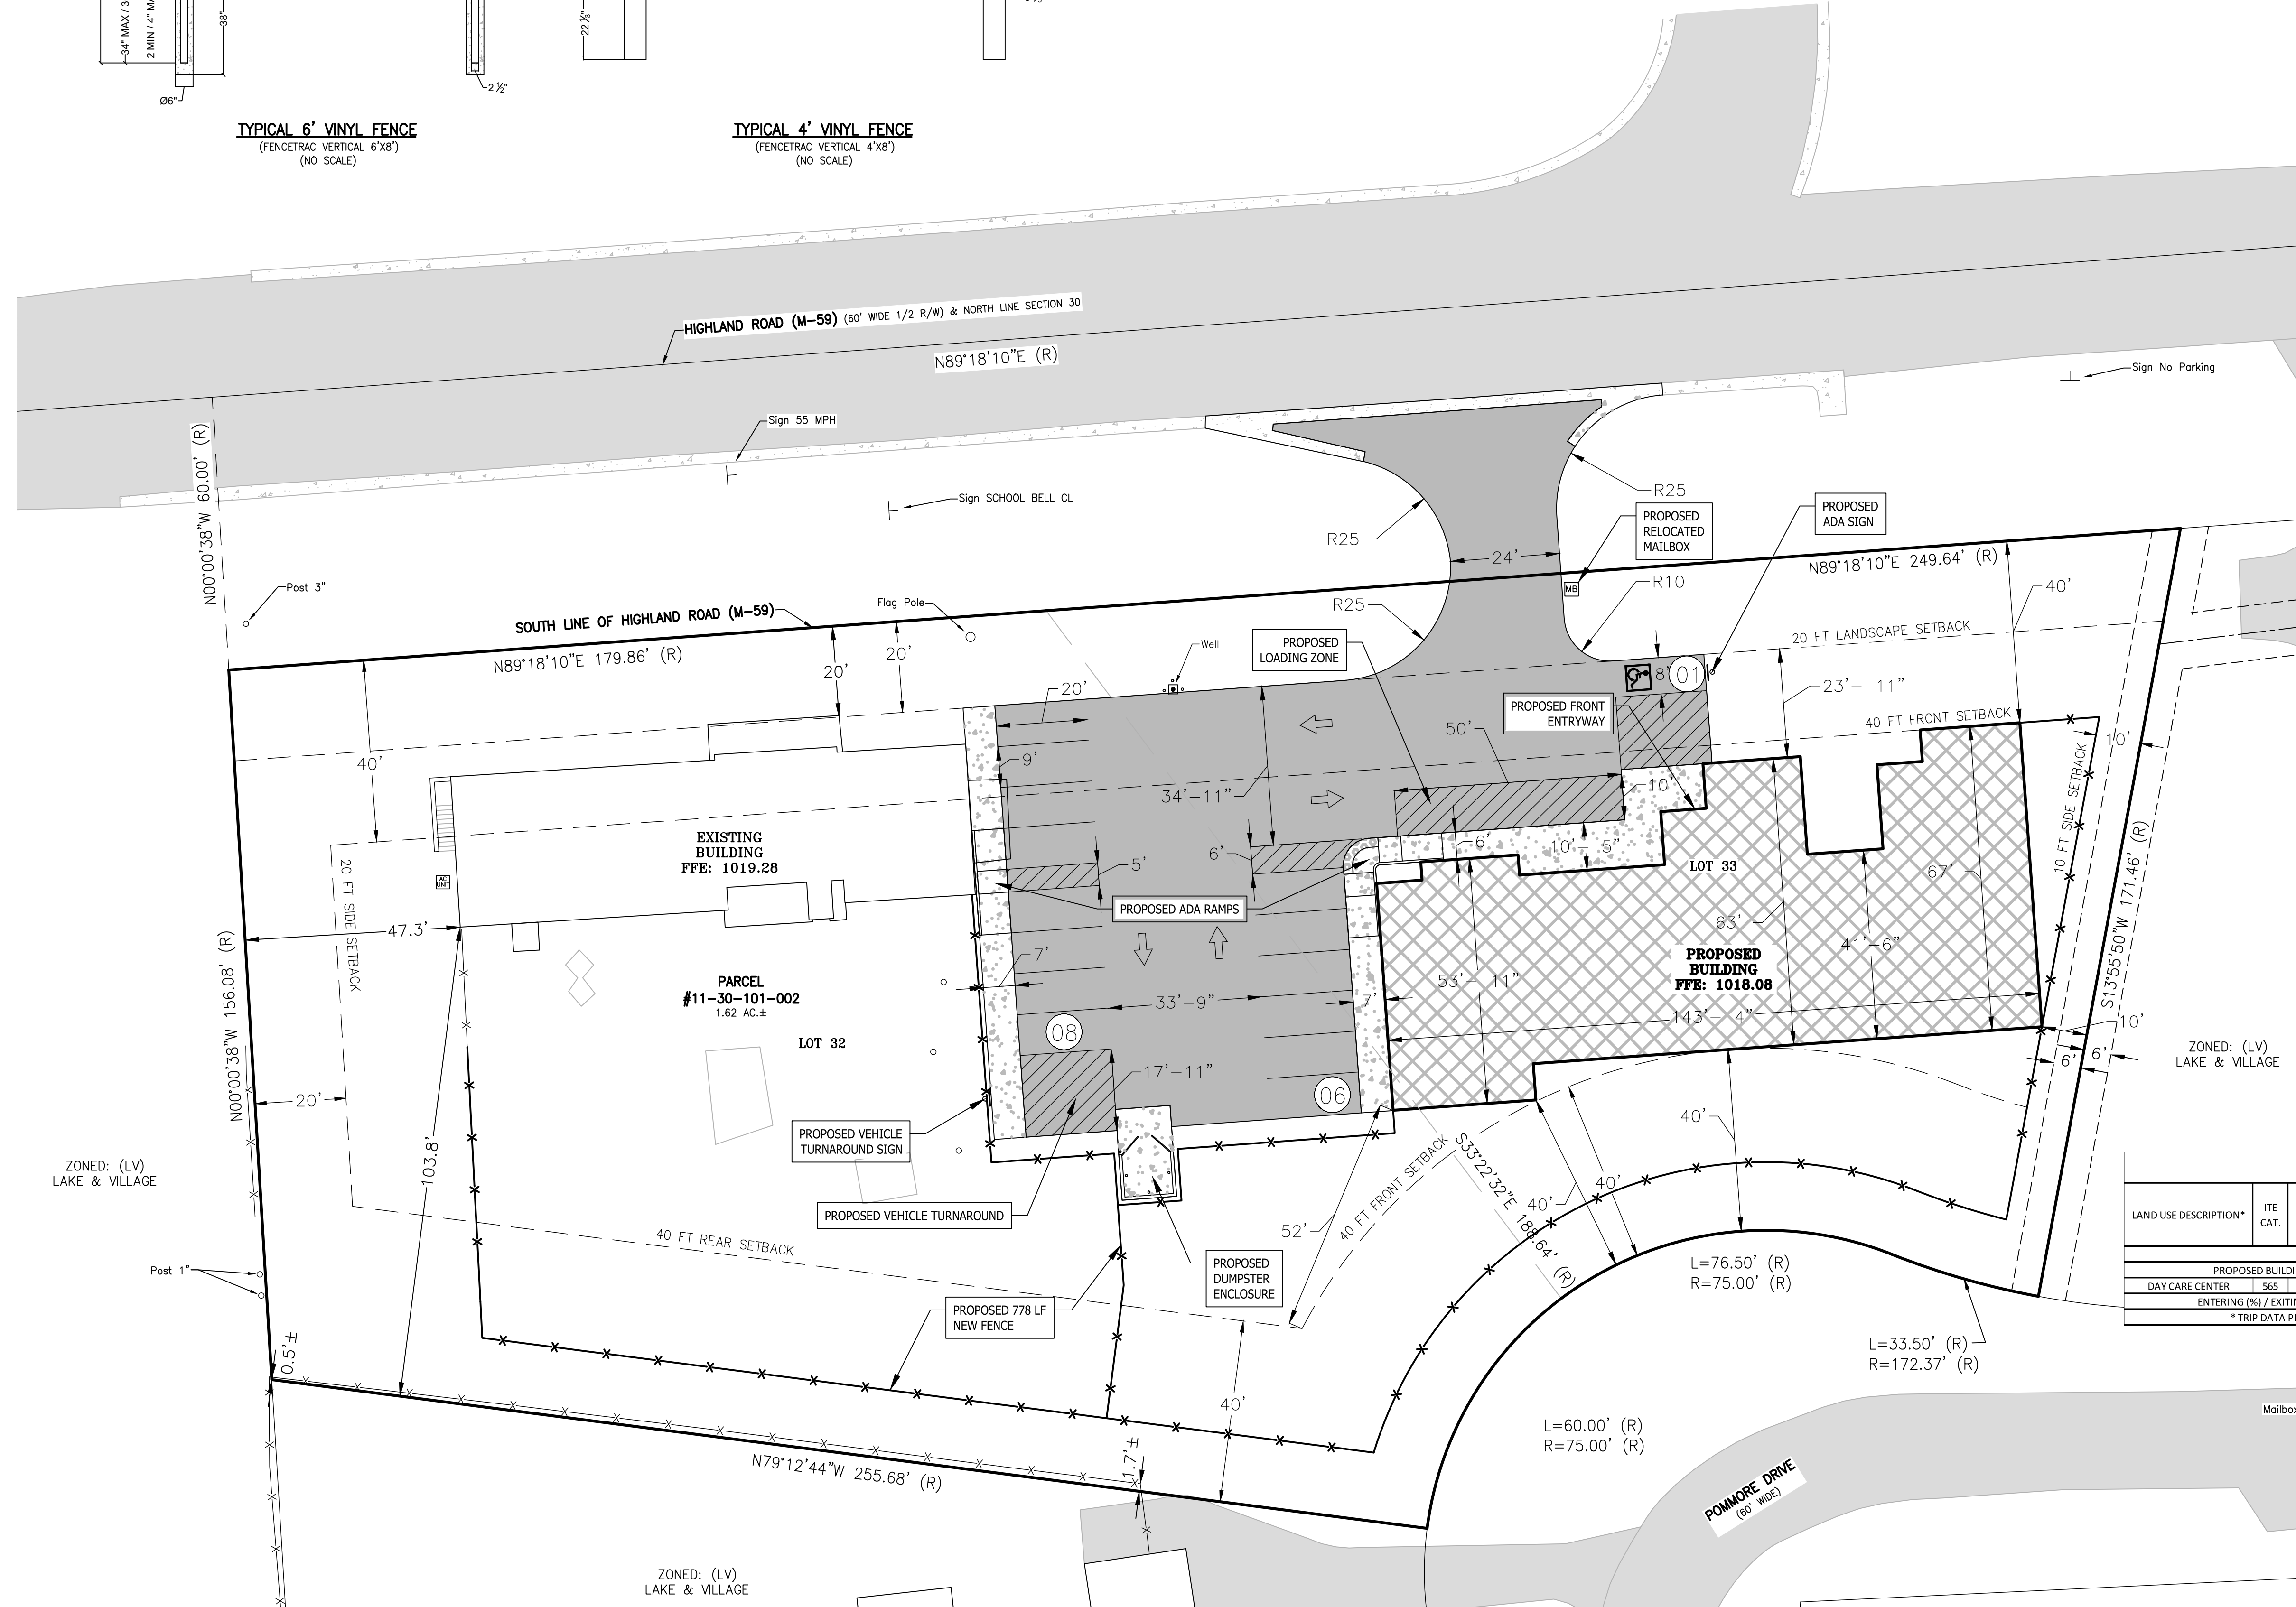 34" MAX / 3
2 MIN / 4" MA
38"
Ø6"
2 ½"
22⅓"
TYPICAL 6' VINYL FENCE
(FENCETRAC VERTICAL 6'X8')
(NO SCALE)
TYPICAL 4' VINYL FENCE
(FENCETRAC VERTICAL 4'X8')
(NO SCALE)
HIGHLAND ROAD (M-59) (60' WIDE 1/2 R/W) & NORTH LINE SECTION 30
N89°18'10"E (R)
Sign No Parking
Sign 55 MPH
Sign SCHOOL BELL CL
N00°00'38"W 60.00' (R)
R25
R25
PROPOSED
RELOCATED
MAILBOX
PROPOSED
ADA SIGN
24'
MB
R10
R25
N89°18'10"E 249.64' (R)
40'
Post 3"
Flag Pole
SOUTH LINE OF HIGHLAND ROAD (M-59)
N89°18'10"E 179.86' (R)
20'
20'
Well
PROPOSED
LOADING ZONE
20 FT LANDSCAPE SETBACK
8'
01
20'
23'- 11"
PROPOSED FRONT
ENTRYWAY
40 FT FRONT SETBACK
50'
10'
40'
9'
34'-11"
10'
10 FT SIDE SETBACK
EXISTING
BUILDING
FFE: 1019.28
5'
6'
6'
10'- 5"
LOT 33
67'
20 FT SIDE SETBACK
AC
UNIT
PROPOSED ADA RAMPS
63'
41'-6"
S13°55'50"W 171.46' (R)
47.3'
7'
PROPOSED
BUILDING
FFE: 1018.08
PARCEL
#11-30-101-002
1.62 AC.±
53'- 11"
33'-9"
7'
143'- 4"
10'
LOT 32
08
N00°00'38"W 156.08' (R)
17'-11"
06
6'
6'
ZONED: (LV)
LAKE & VILLAGE
20'
40'
PROPOSED VEHICLE
TURNAROUND SIGN
103.8'
ZONED: (LV)
LAKE & VILLAGE
PROPOSED VEHICLE TURNAROUND
40 FT FRONT SETBACK
S33°22'32"E 188.64' (R)
40'
40'
52'
40 FT REAR SETBACK
LAND USE DESCRIPTION*
ITE
CAT.
Post 1"
PROPOSED
DUMPSTER
ENCLOSURE
L=76.50' (R)
R=75.00' (R)
PROPOSED BUILDI
DAY CARE CENTER 565
ENTERING (%) / EXITIN
* TRIP DATA PE
PROPOSED 778 LF
NEW FENCE
0.5'±
L=33.50' (R)
R=172.37' (R)
40'
Mailbox
L=60.00' (R)
R=75.00' (R)
1.7'±
N79°12'44"W 255.68' (R)
POMMORE DRIVE
(60' WIDE)
ZONED: (LV)
LAKE & VILLAGE